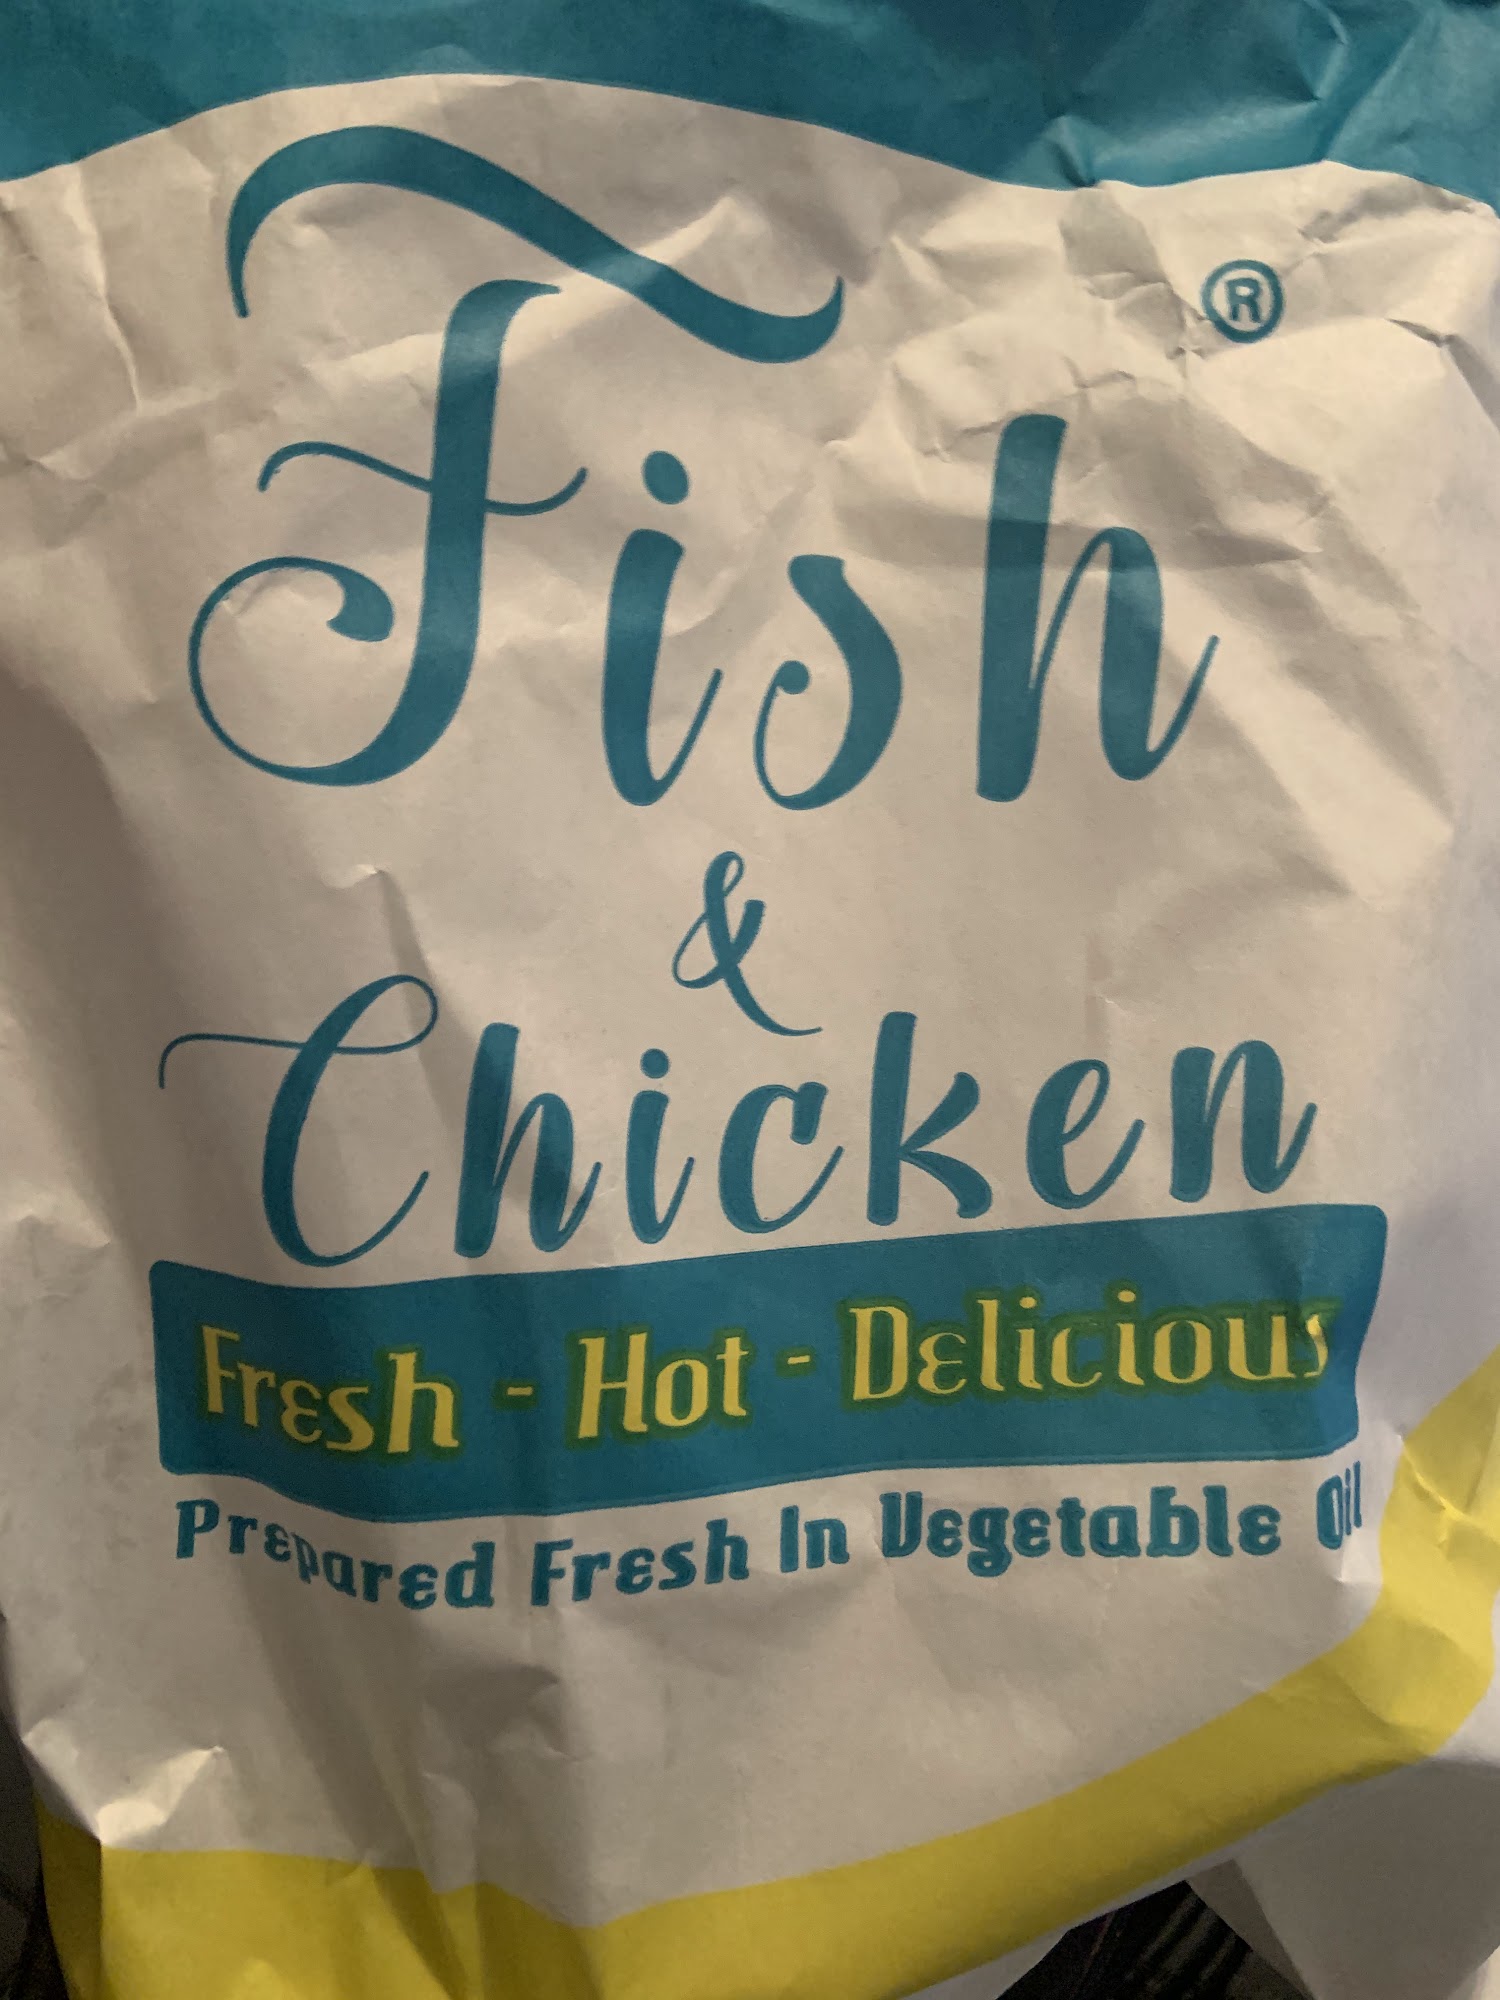 Fish ®
&
Chicken
Fresh - Hot - Delicious
Prepared Fresh In Vegetable Oil